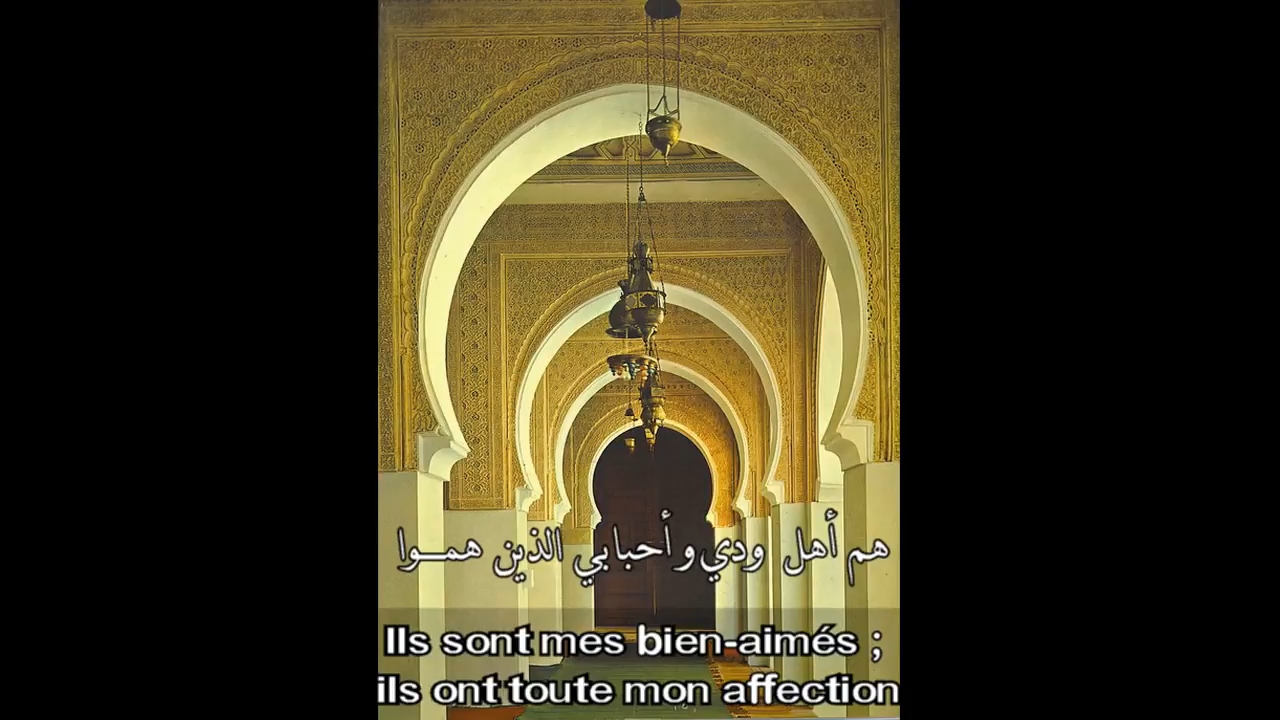 هم أهل ودي وأحبابي الذين همــوا
Ils sont mes bien-aimés ;
ils ont toute mon affection